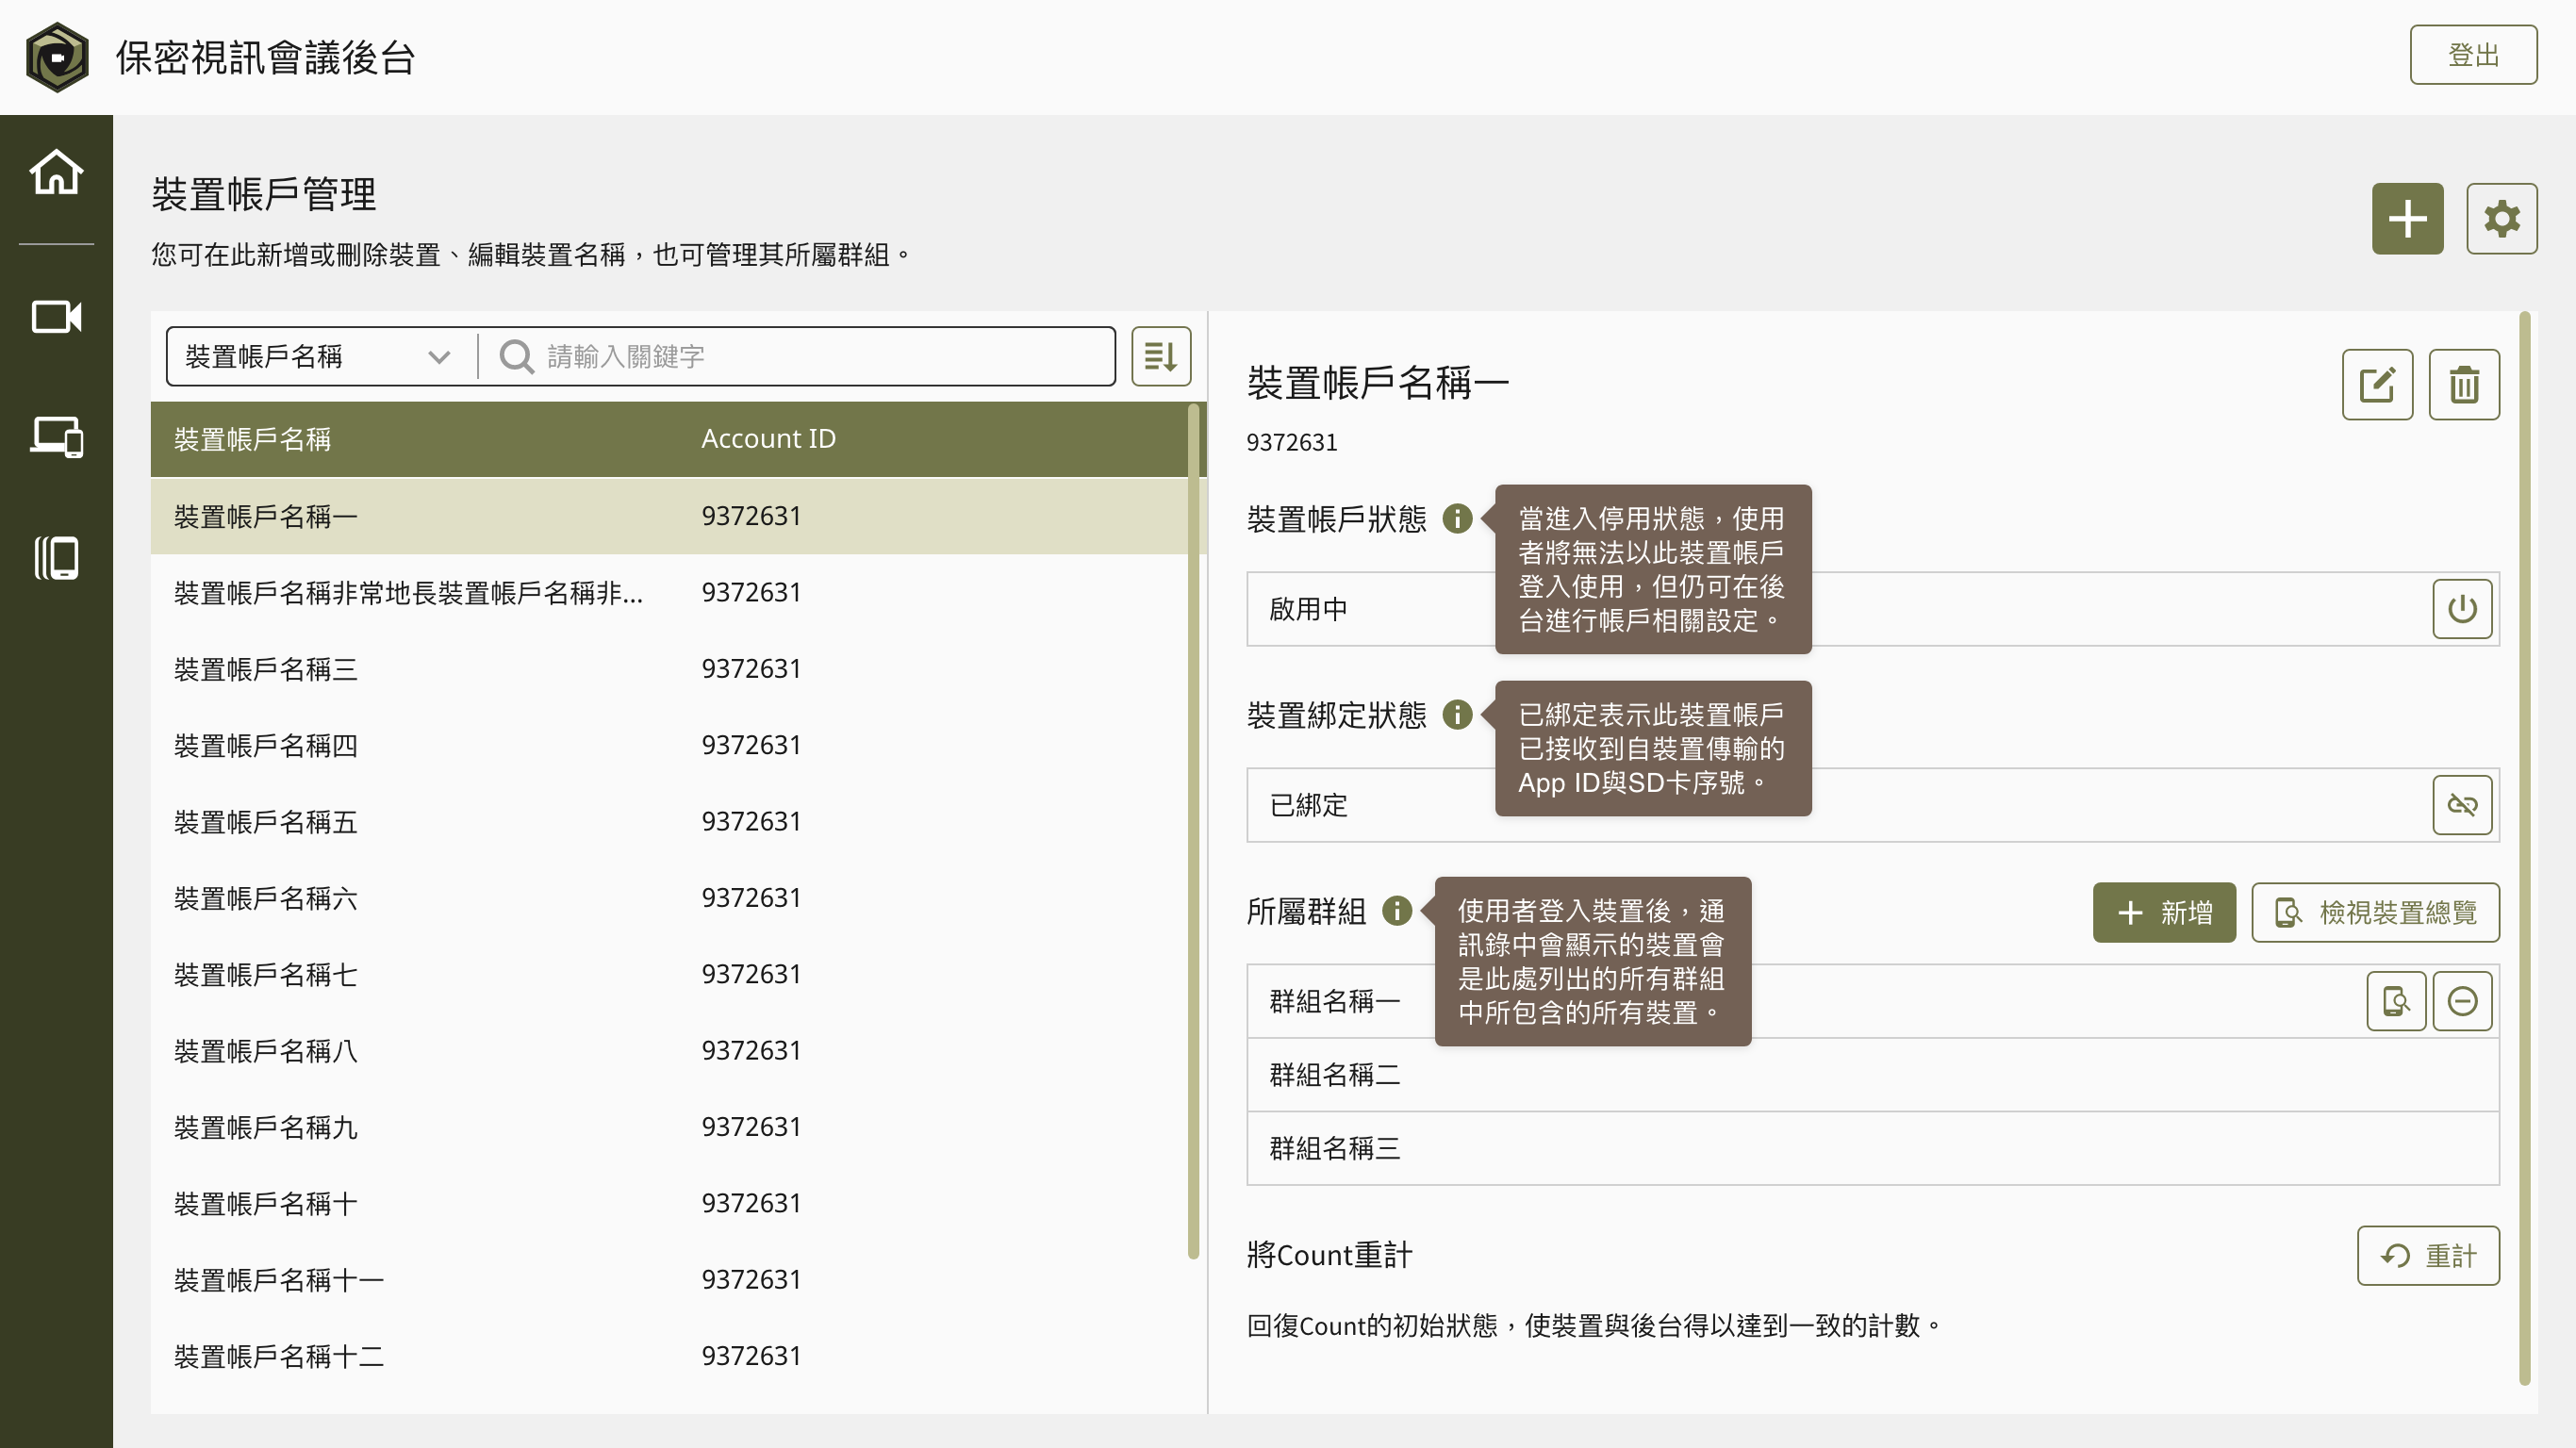 保密視訊會議後台
登出
裝置帳戶管理
您可在此新增或刪除裝置、編輯裝置名稱，也可管理其所屬群組。
裝置帳戶名稱
請輸入關鍵字
裝置帳戶名稱 Account ID
裝置帳戶名稱一 9372631
裝置帳戶名稱非常地長裝置帳戶名稱非... 9372631
裝置帳戶名稱三 9372631
裝置帳戶名稱四 9372631
裝置帳戶名稱五 9372631
裝置帳戶名稱六 9372631
裝置帳戶名稱七 9372631
裝置帳戶名稱八 9372631
裝置帳戶名稱九 9372631
裝置帳戶名稱十 9372631
裝置帳戶名稱十一 9372631
裝置帳戶名稱十二 9372631
裝置帳戶名稱一
9372631
裝置帳戶狀態
當進入停用狀態，使用
者將無法以此裝置帳戶
登入使用，但仍可在後
台進行帳戶相關設定。
啟用中
裝置綁定狀態
已綁定表示此裝置帳戶
已接收到自裝置傳輸的
App ID與SD卡序號。
已綁定
所屬群組
使用者登入裝置後，通
訊錄中會顯示的裝置會
是此處列出的所有群組
中所包含的所有裝置。
新增
檢視裝置總覽
群組名稱一
群組名稱二
群組名稱三
將Count重計
重計
回復Count的初始狀態，使裝置與後台得以達到一致的計數。